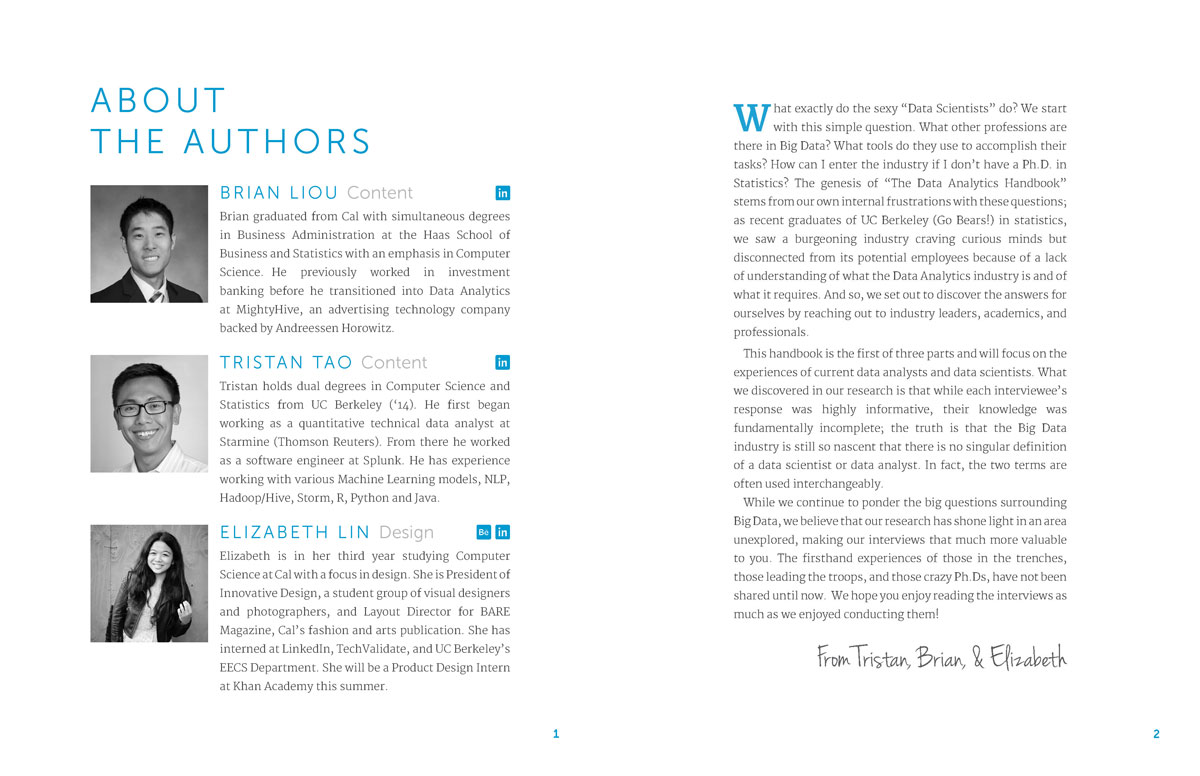 ABOUT
THE AUTHORS
BRIAN LIOU Content
in
Brian graduated from Cal with simultaneous degrees
in Business Administration at the Haas School of
Business and Statistics with an emphasis in Computer
Science. He previously worked in investment
banking before he transitioned into Data Analytics
at MightyHive, an advertising technology company
backed by Andreessen Horowitz.
TRISTAN TAO Content
in
Tristan holds dual degrees in Computer Science and
Statistics from UC Berkeley (‘14). He first began
working as a quantitative technical data analyst at
Starmine (Thomson Reuters). From there he worked
as a software engineer at Splunk. He has experience
working with various Machine Learning models, NLP,
Hadoop/Hive, Storm, R, Python and Java.
ELIZABETH LIN Design
Bē in
Elizabeth is in her third year studying Computer
Science at Cal with a focus in design. She is President of
Innovative Design, a student group of visual designers
and photographers, and Layout Director for BARE
Magazine, Cal’s fashion and arts publication. She has
interned at LinkedIn, TechValidate, and UC Berkeley’s
EECS Department. She will be a Product Design Intern
at Khan Academy this summer.
1
What exactly do the sexy “Data Scientists” do? We start
with this simple question. What other professions are
there in Big Data? What tools do they use to accomplish their
tasks? How can I enter the industry if I don’t have a Ph.D. in
Statistics? The genesis of “The Data Analytics Handbook”
stems from our own internal frustrations with these questions;
as recent graduates of UC Berkeley (Go Bears!) in statistics,
we saw a burgeoning industry craving curious minds but
disconnected from its potential employees because of a lack
of understanding of what the Data Analytics industry is and of
what it requires. And so, we set out to discover the answers for
ourselves by reaching out to industry leaders, academics, and
professionals.
This handbook is the first of three parts and will focus on the
experiences of current data analysts and data scientists. What
we discovered in our research is that while each interviewee’s
response was highly informative, their knowledge was
fundamentally incomplete; the truth is that the Big Data
industry is still so nascent that there is no singular definition
of a data scientist or data analyst. In fact, the two terms are
often used interchangeably.
While we continue to ponder the big questions surrounding
Big Data, we believe that our research has shone light in an area
unexplored, making our interviews that much more valuable
to you. The firsthand experiences of those in the trenches,
those leading the troops, and those crazy Ph.Ds, have not been
shared until now. We hope you enjoy reading the interviews as
much as we enjoyed conducting them!
From Tristan, Brian, & Elizabeth
2